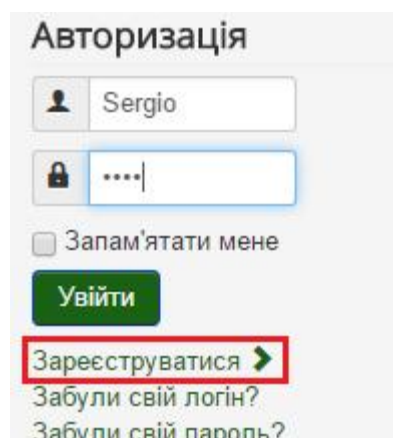 Авторизація
Sergio
••••
Запам'ятати мене
Увійти
Зареєструватися
Забули свій логін?
Забули свій пароль?